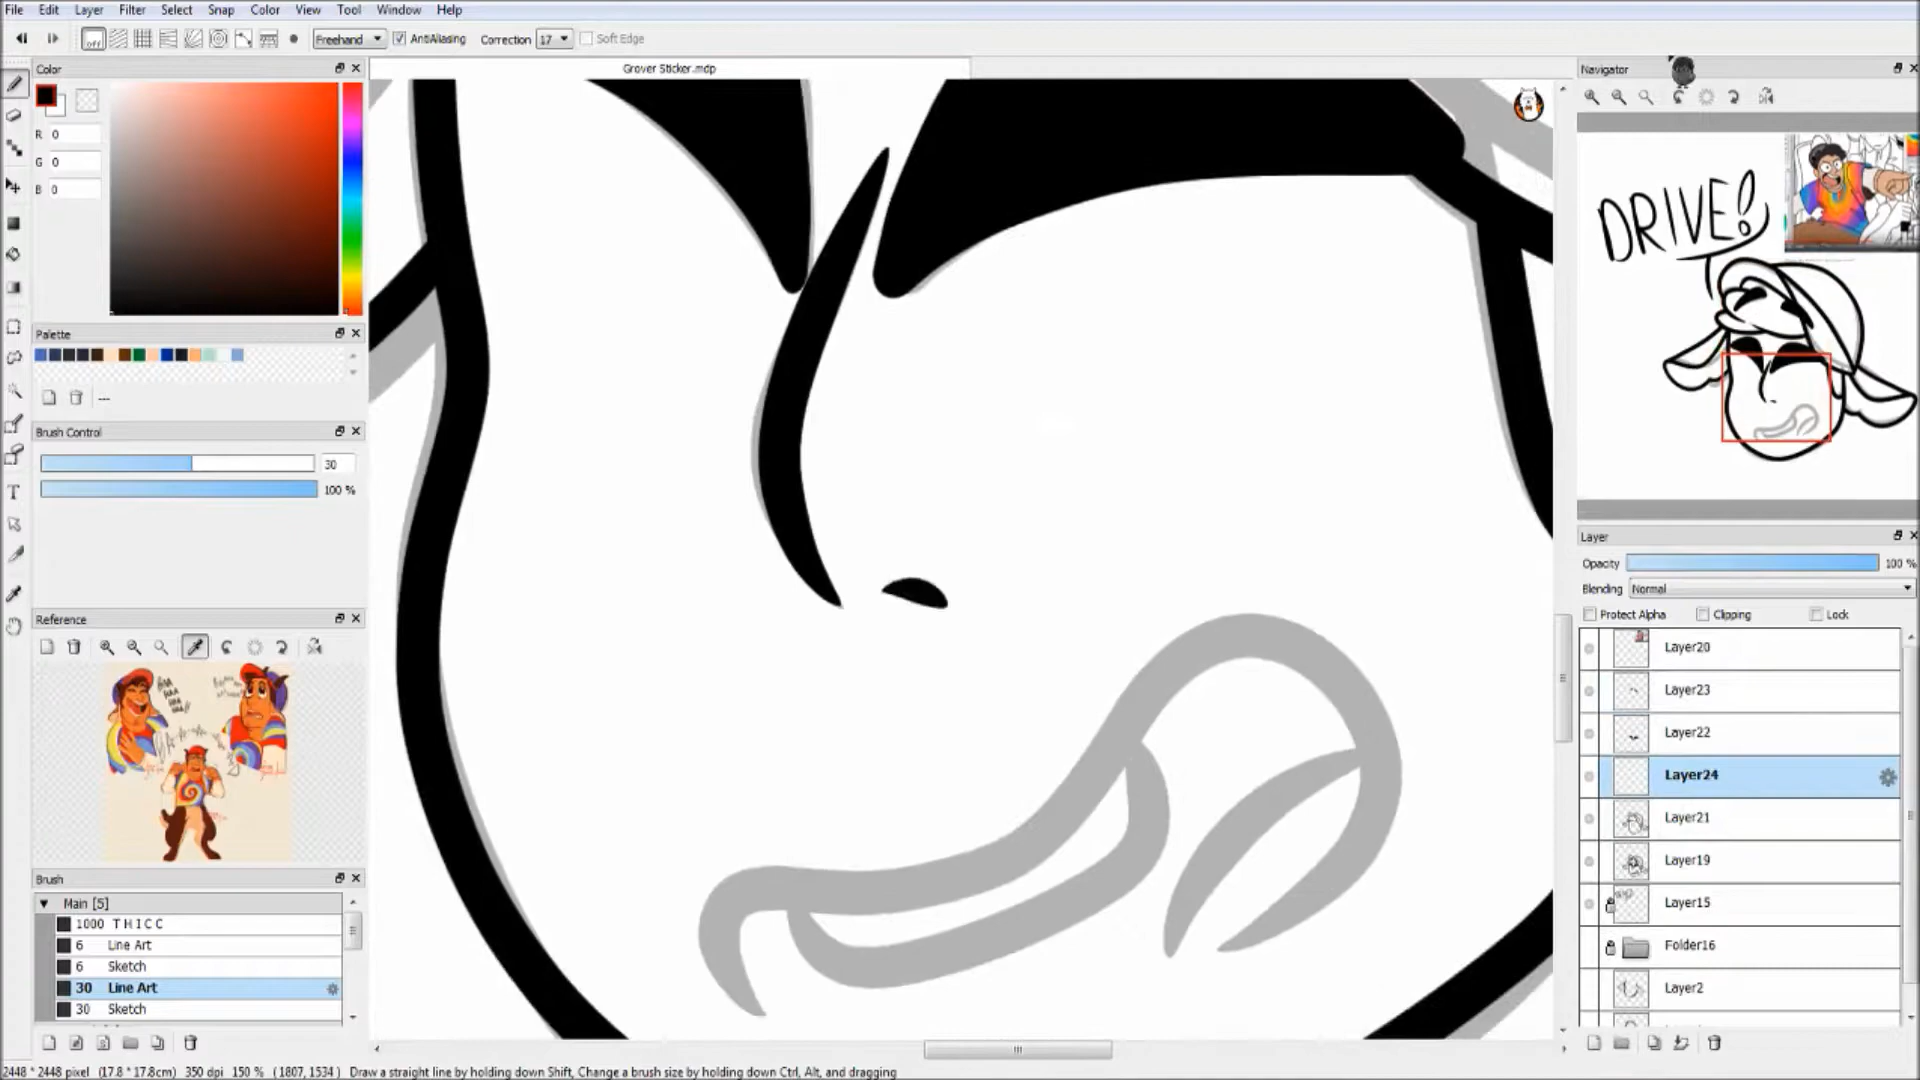 File Edit Layer Filter Select Snap Color View Tool Window Help
off Freehand AntiAliasing Correction 17 Soft Edge
Color
R 0
G 0
B 0
Palette
---
Brush Control
30
100 %
Reference
HAA HAA HAA
Brush
Main [5]
1000 THICC
6 Line Art
6 Sketch
30 Line Art
30 Sketch
Grover Sticker.mdp
Navigator
DRIVE!
Layer
Opacity 100 %
Blending Normal
Protect Alpha Clipping Lock
Layer20
Layer23
Layer22
Layer24
Layer21
Layer19
Layer15
Folder16
Layer2
2448 * 2448 pixel (17.8 * 17.8cm) 350 dpi 150 % (1807, 1534) Draw a straight line by holding down Shift, Change a brush size by holding down Ctrl, Alt, and dragging